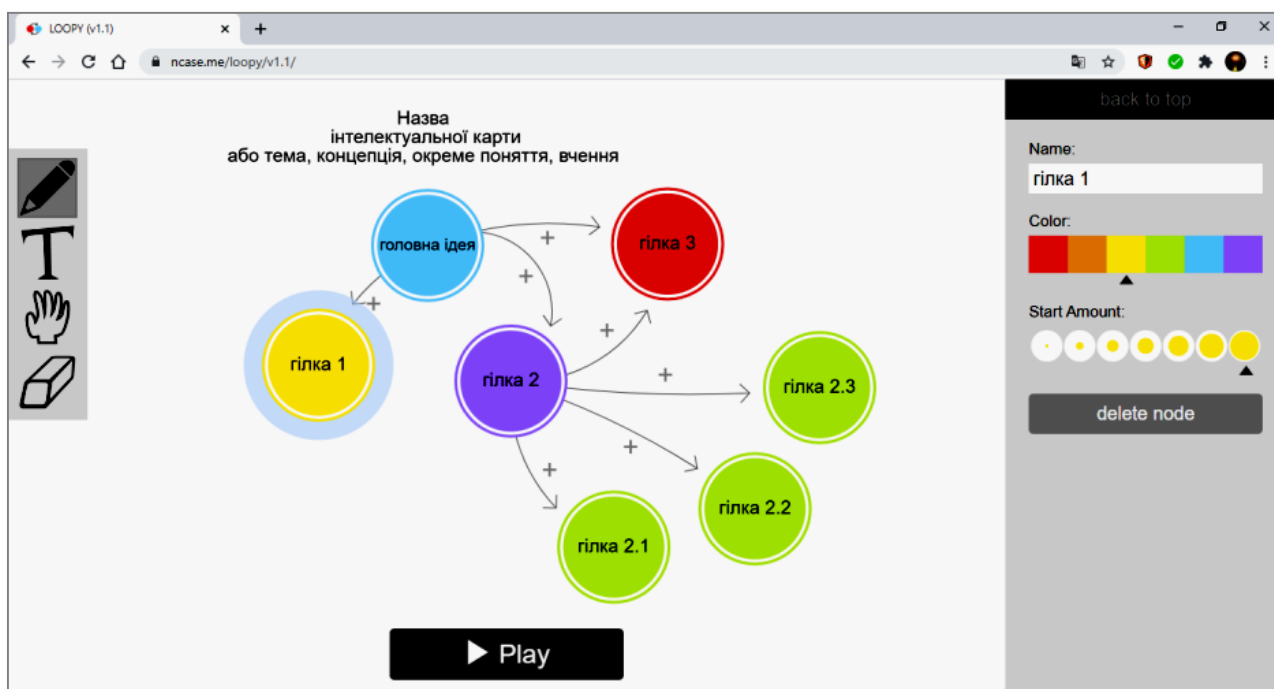 LOOPY (v1.1)
ncase.me/loopy/v1.1/
back to top
Назва
інтелектуальної карти
або тема, концепція, окреме поняття, вчення
головна ідея
гілка 3
гілка 1
гілка 2
гілка 2.3
гілка 2.2
гілка 2.1
Play
Name:
гілка 1
Color:
Start Amount:
delete node